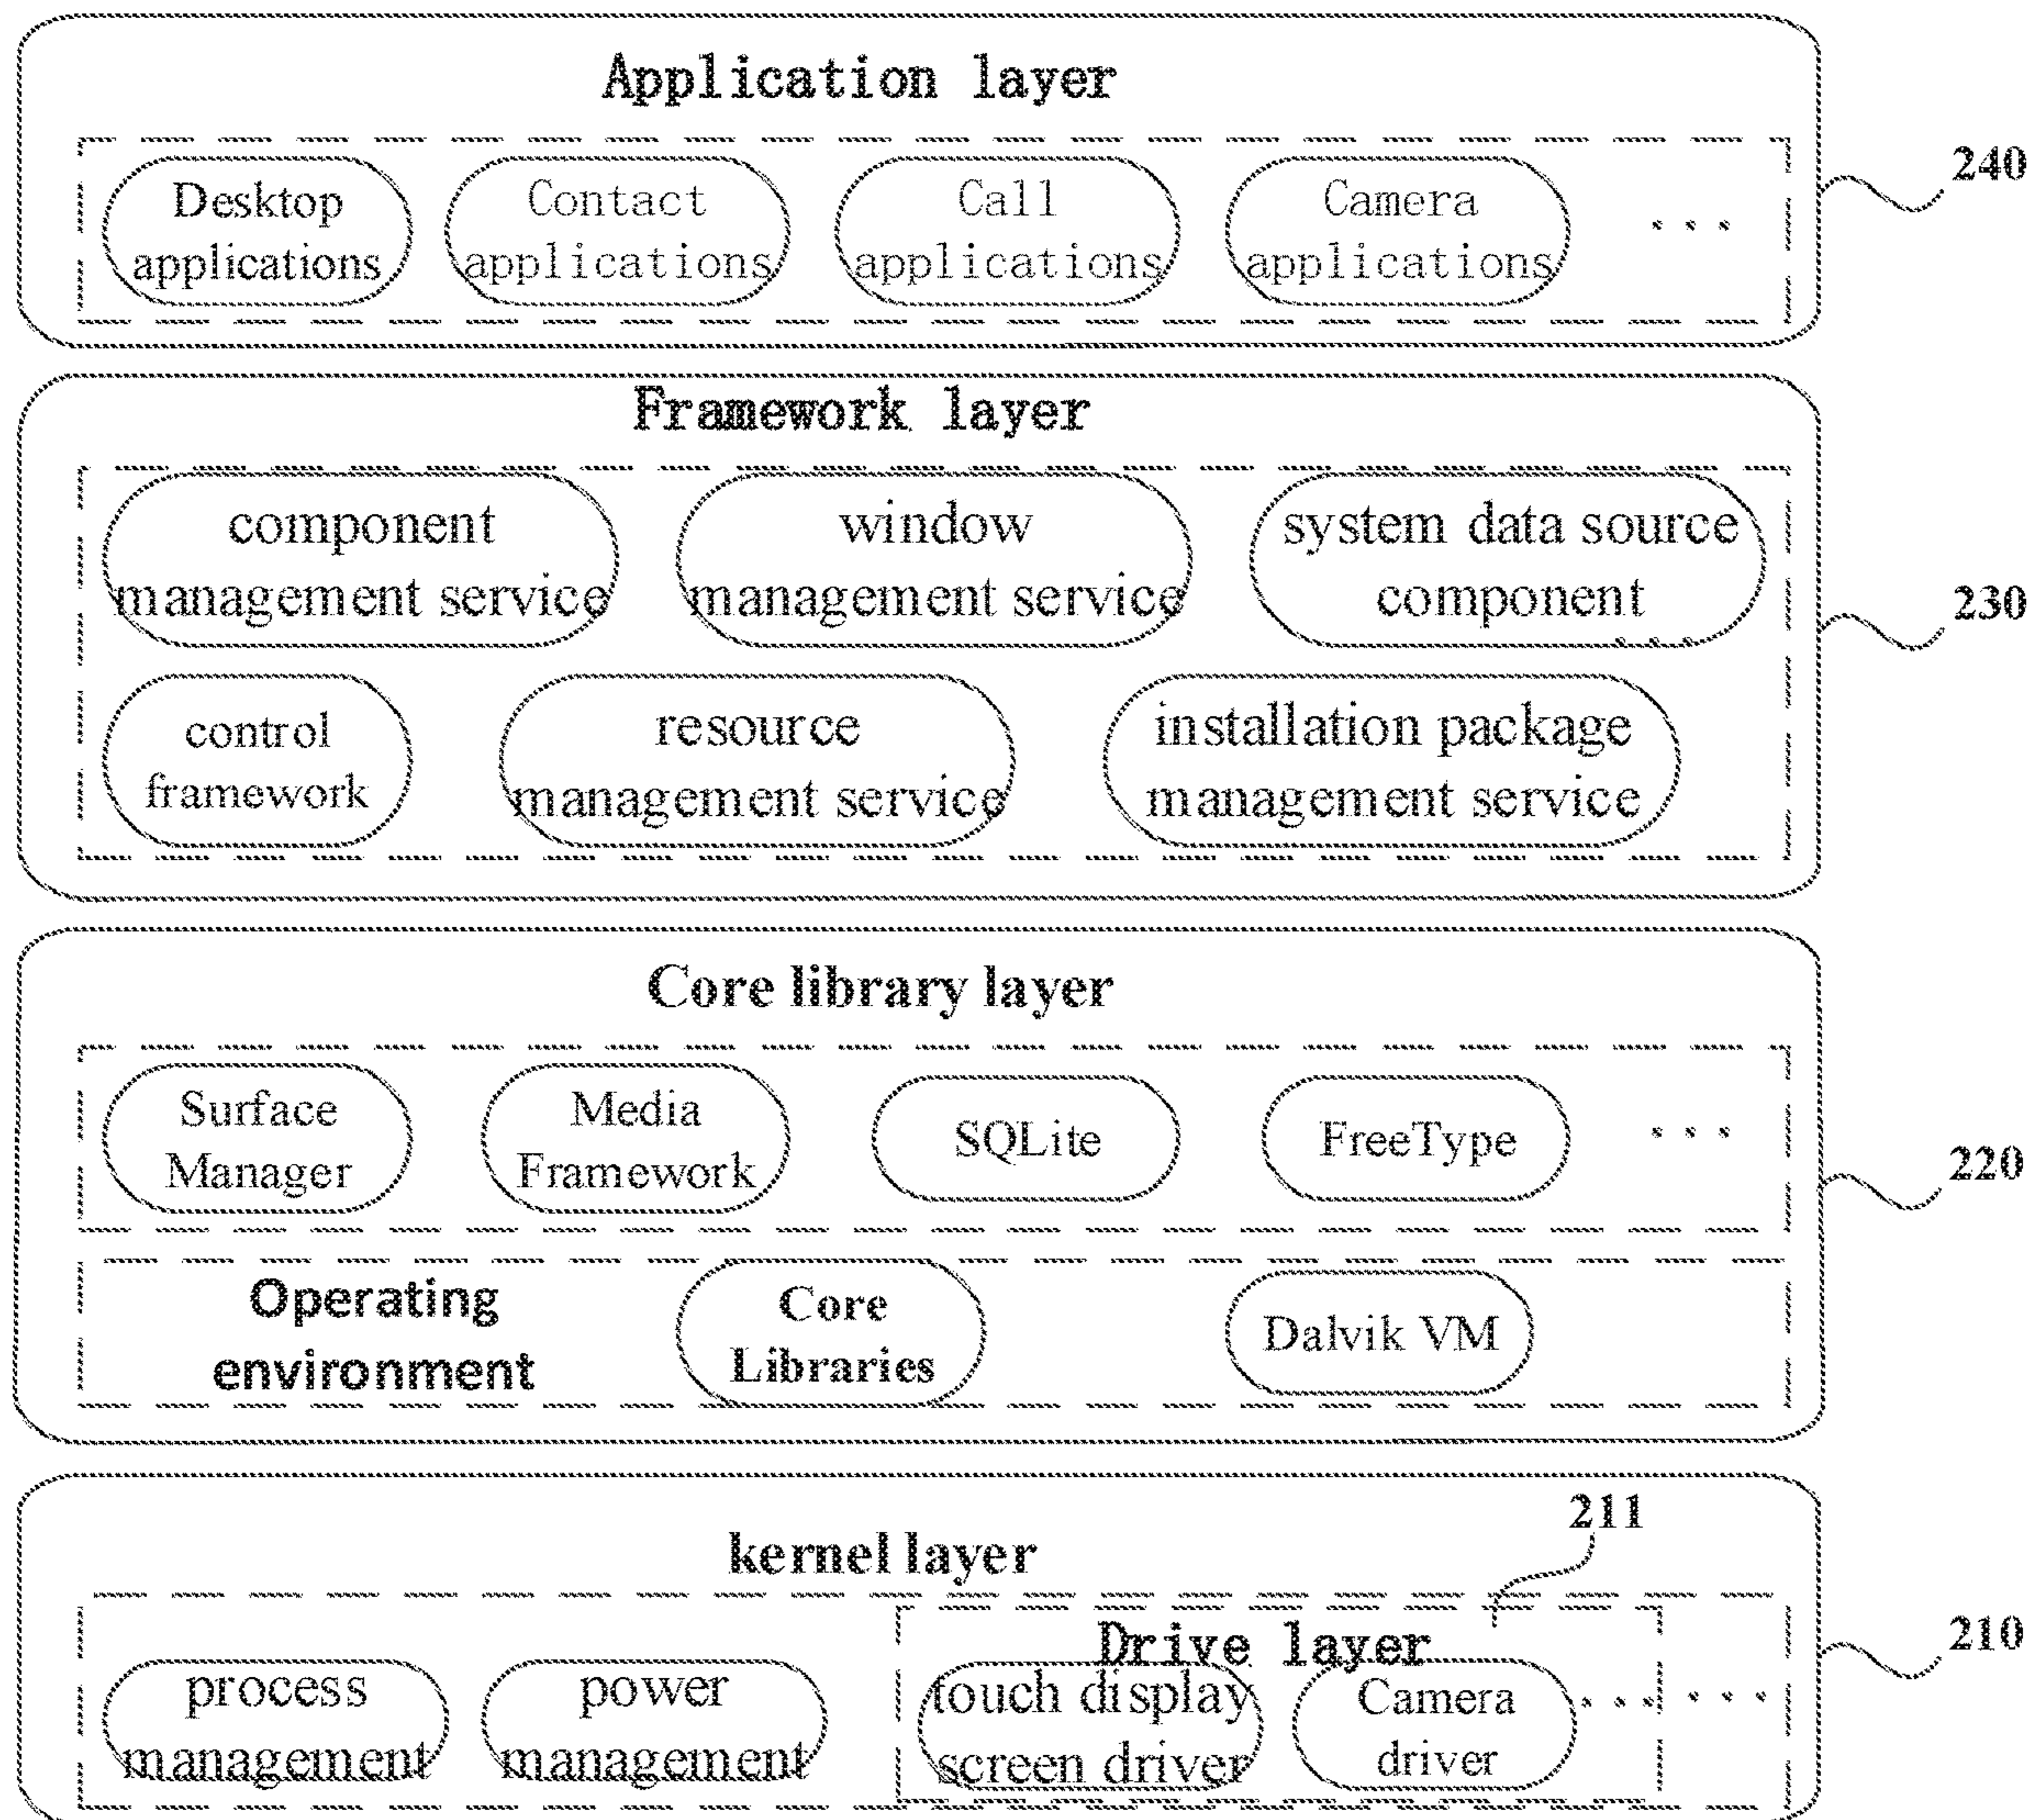 Application layer
Desktop
applications
Contact
applications
Call
applications
Camera
applications
...
240
Framework layer
component
management service
window
management service
system data source
component
...
230
control
framework
resource
management service
installation package
management service
Core library layer
Surface
Manager
Media
Framework
SQLite
FreeType
...
220
Operating
environment
Core
Libraries
Dalvik VM
kernel layer
211
Drive layer
210
process
management
power
management
touch display
screen driver
Camera
driver
...
...